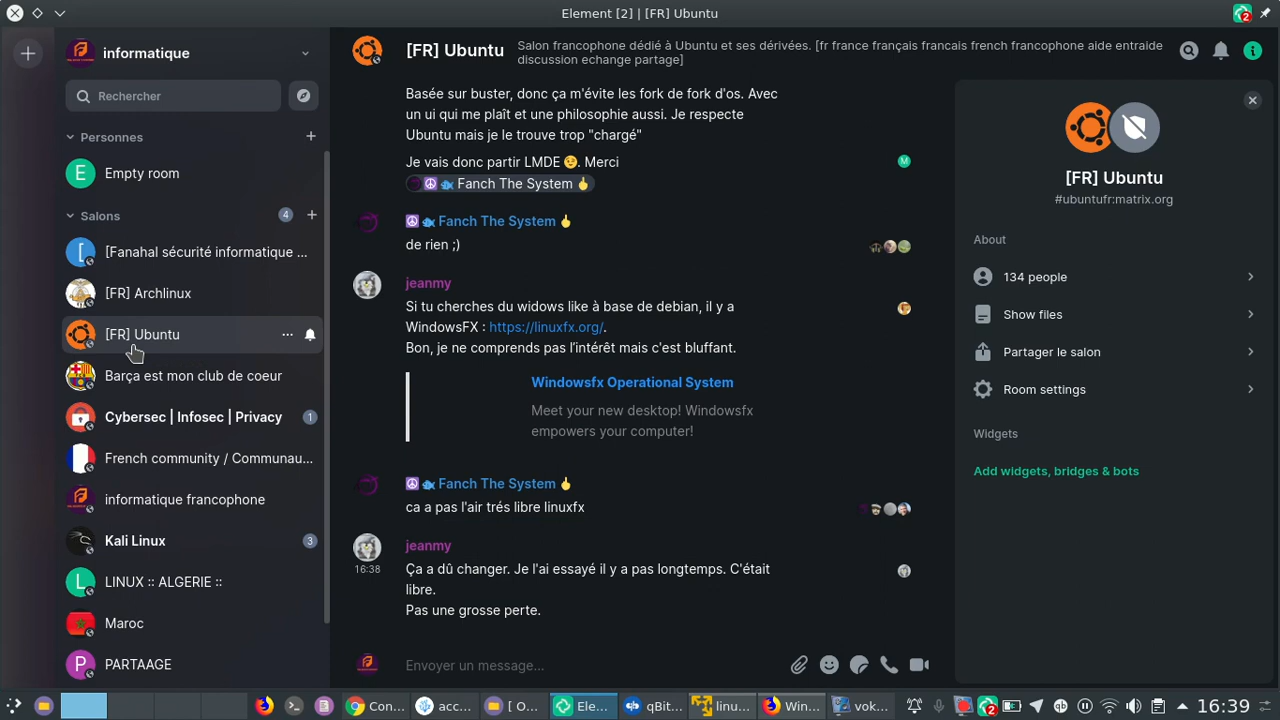 Element [2] | [FR] Ubuntu
2
informatique
Rechercher
Personnes
E Empty room
Salons
4
[ [Fanahal sécurité informatique ...
[FR] Archlinux
[FR] Ubuntu
Barça est mon club de coeur
Cybersec | Infosec | Privacy
1
French community / Communau...
informatique francophone
Kali Linux
3
L LINUX :: ALGERIE ::
Maroc
P PARTAAGE
[FR] Ubuntu
Salon francophone dédié à Ubuntu et ses dérivées. [fr france français francais french francophone aide entraide
discussion echange partage]
Basée sur buster, donc ça m'évite les fork de fork d'os. Avec
un ui qui me plaît et une philosophie aussi. Je respecte
Ubuntu mais je le trouve trop "chargé"
Je vais donc partir LMDE 😉. Merci
M
☮🐟 Fanch The System 🖕
☮🐟 Fanch The System 🖕
de rien ;)
jeanmy
Si tu cherches du widows like à base de debian, il y a
WindowsFX : https://linuxfx.org/.
Bon, je ne comprends pas l'intérêt mais c'est bluffant.
Windowsfx Operational System
Meet your new desktop! Windowsfx
empowers your computer!
☮🐟 Fanch The System 🖕
ca a pas l'air trés libre linuxfx
jeanmy
16:38
Ça a dû changer. Je l'ai essayé il y a pas longtemps. C'était
libre.
Pas une grosse perte.
Envoyer un message...
[FR] Ubuntu
#ubuntufr:matrix.org
About
134 people
Show files
Partager le salon
Room settings
Widgets
Add widgets, bridges & bots
Con...
acc...
[ O...
Ele...
qBit...
linu...
Win...
vok...
2
16:39